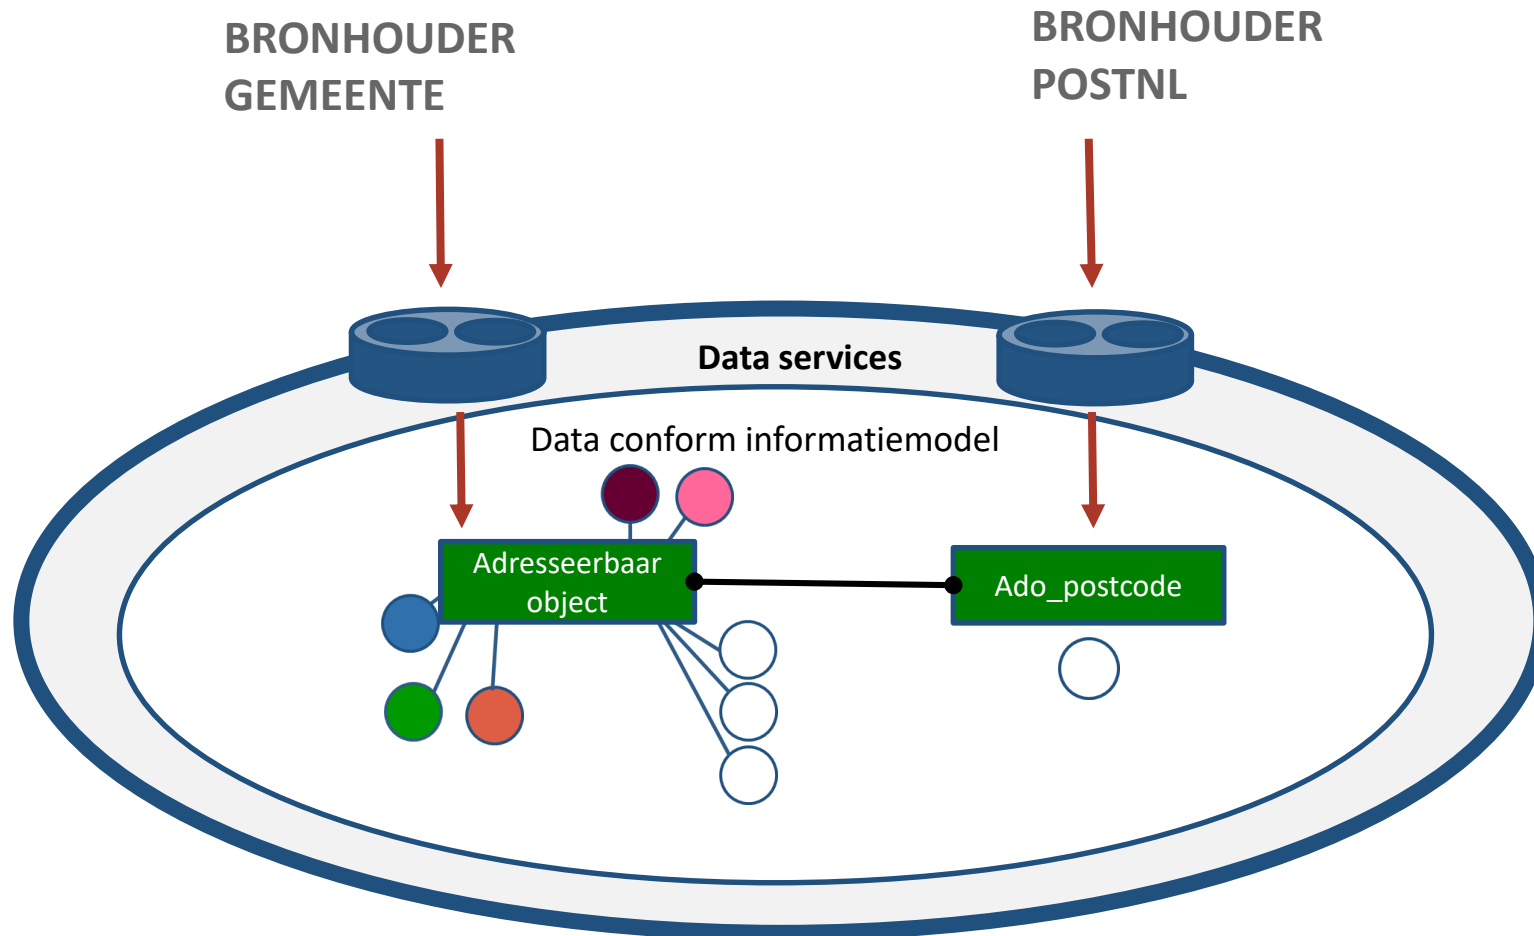 BRONHOUDER
GEMEENTE
BRONHOUDER
POSTNL
Data services
Data conform informatiemodel
Adresseerbaar
object
Ado_postcode